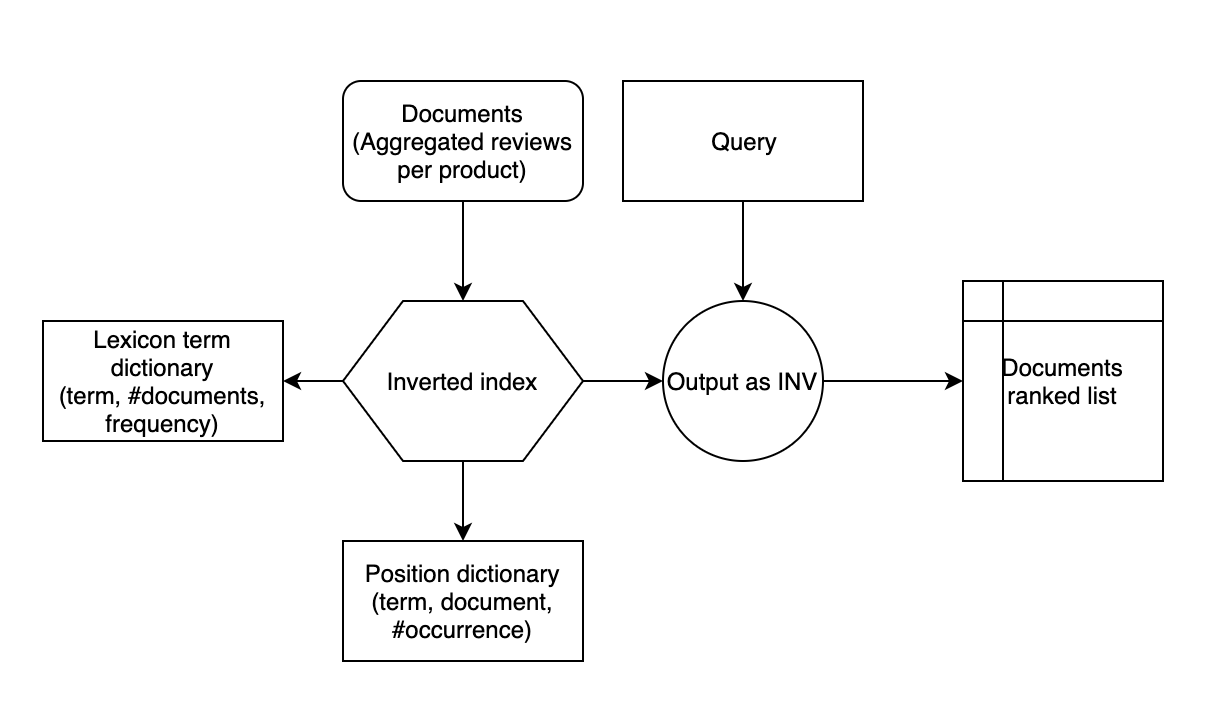 Documents
(Aggregated reviews
per product)
Query
Lexicon term
dictionary
(term, #documents,
frequency)
Inverted index
Output as INV
Documents
ranked list
Position dictionary
(term, document,
#occurrence)